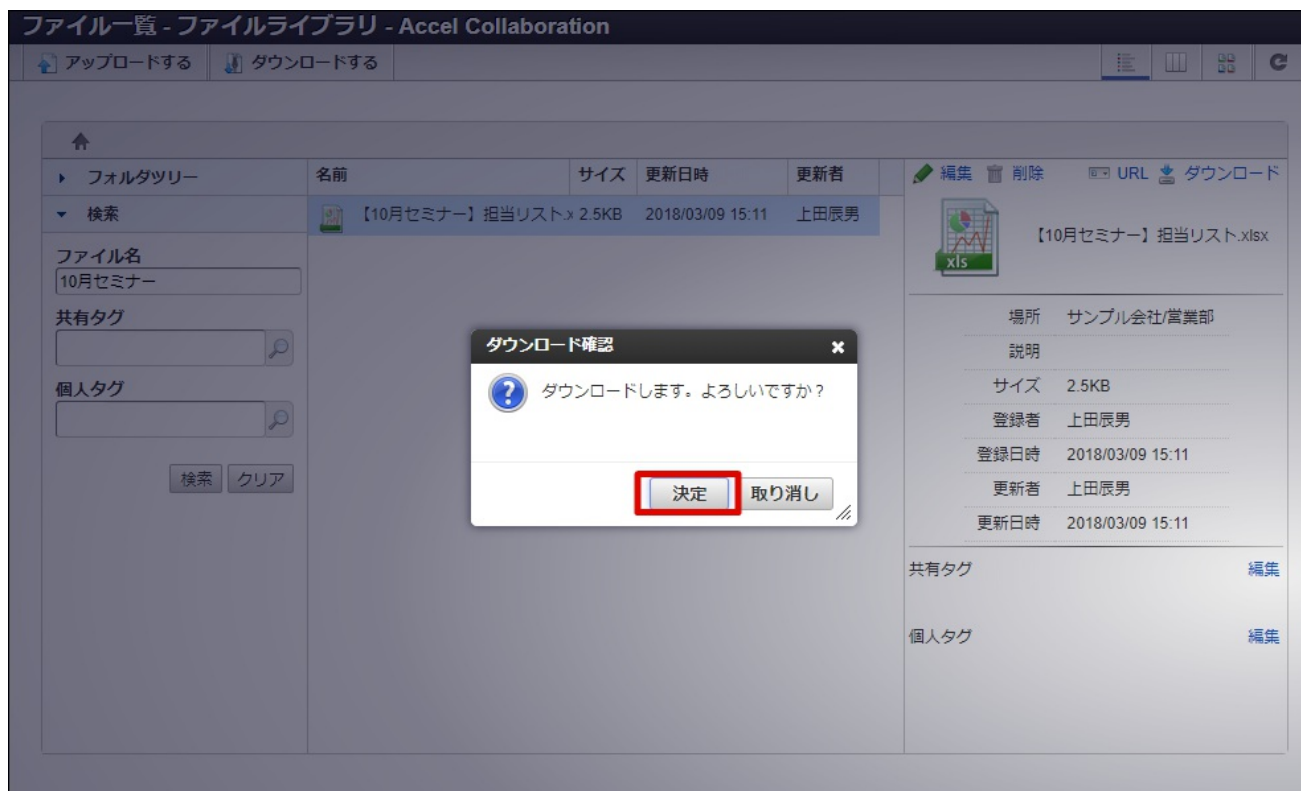 ファイル一覧 - ファイルライブラリ - Accel Collaboration
アップロードする ダウンロードする
フォルダツリー
検索
ファイル名
10月セミナー
共有タグ
個人タグ
検索 クリア
名前 サイズ 更新日時 更新者
【10月セミナー】担当リスト.x 2.5KB 2018/03/09 15:11 上田辰男
ダウンロード確認
ダウンロードします。よろしいですか？
決定 取り消し
編集 削除 URL ダウンロード
xls
【10月セミナー】担当リスト.xlsx
場所 サンプル会社/営業部
説明
サイズ 2.5KB
登録者 上田辰男
登録日時 2018/03/09 15:11
更新者 上田辰男
更新日時 2018/03/09 15:11
共有タグ 編集
個人タグ 編集